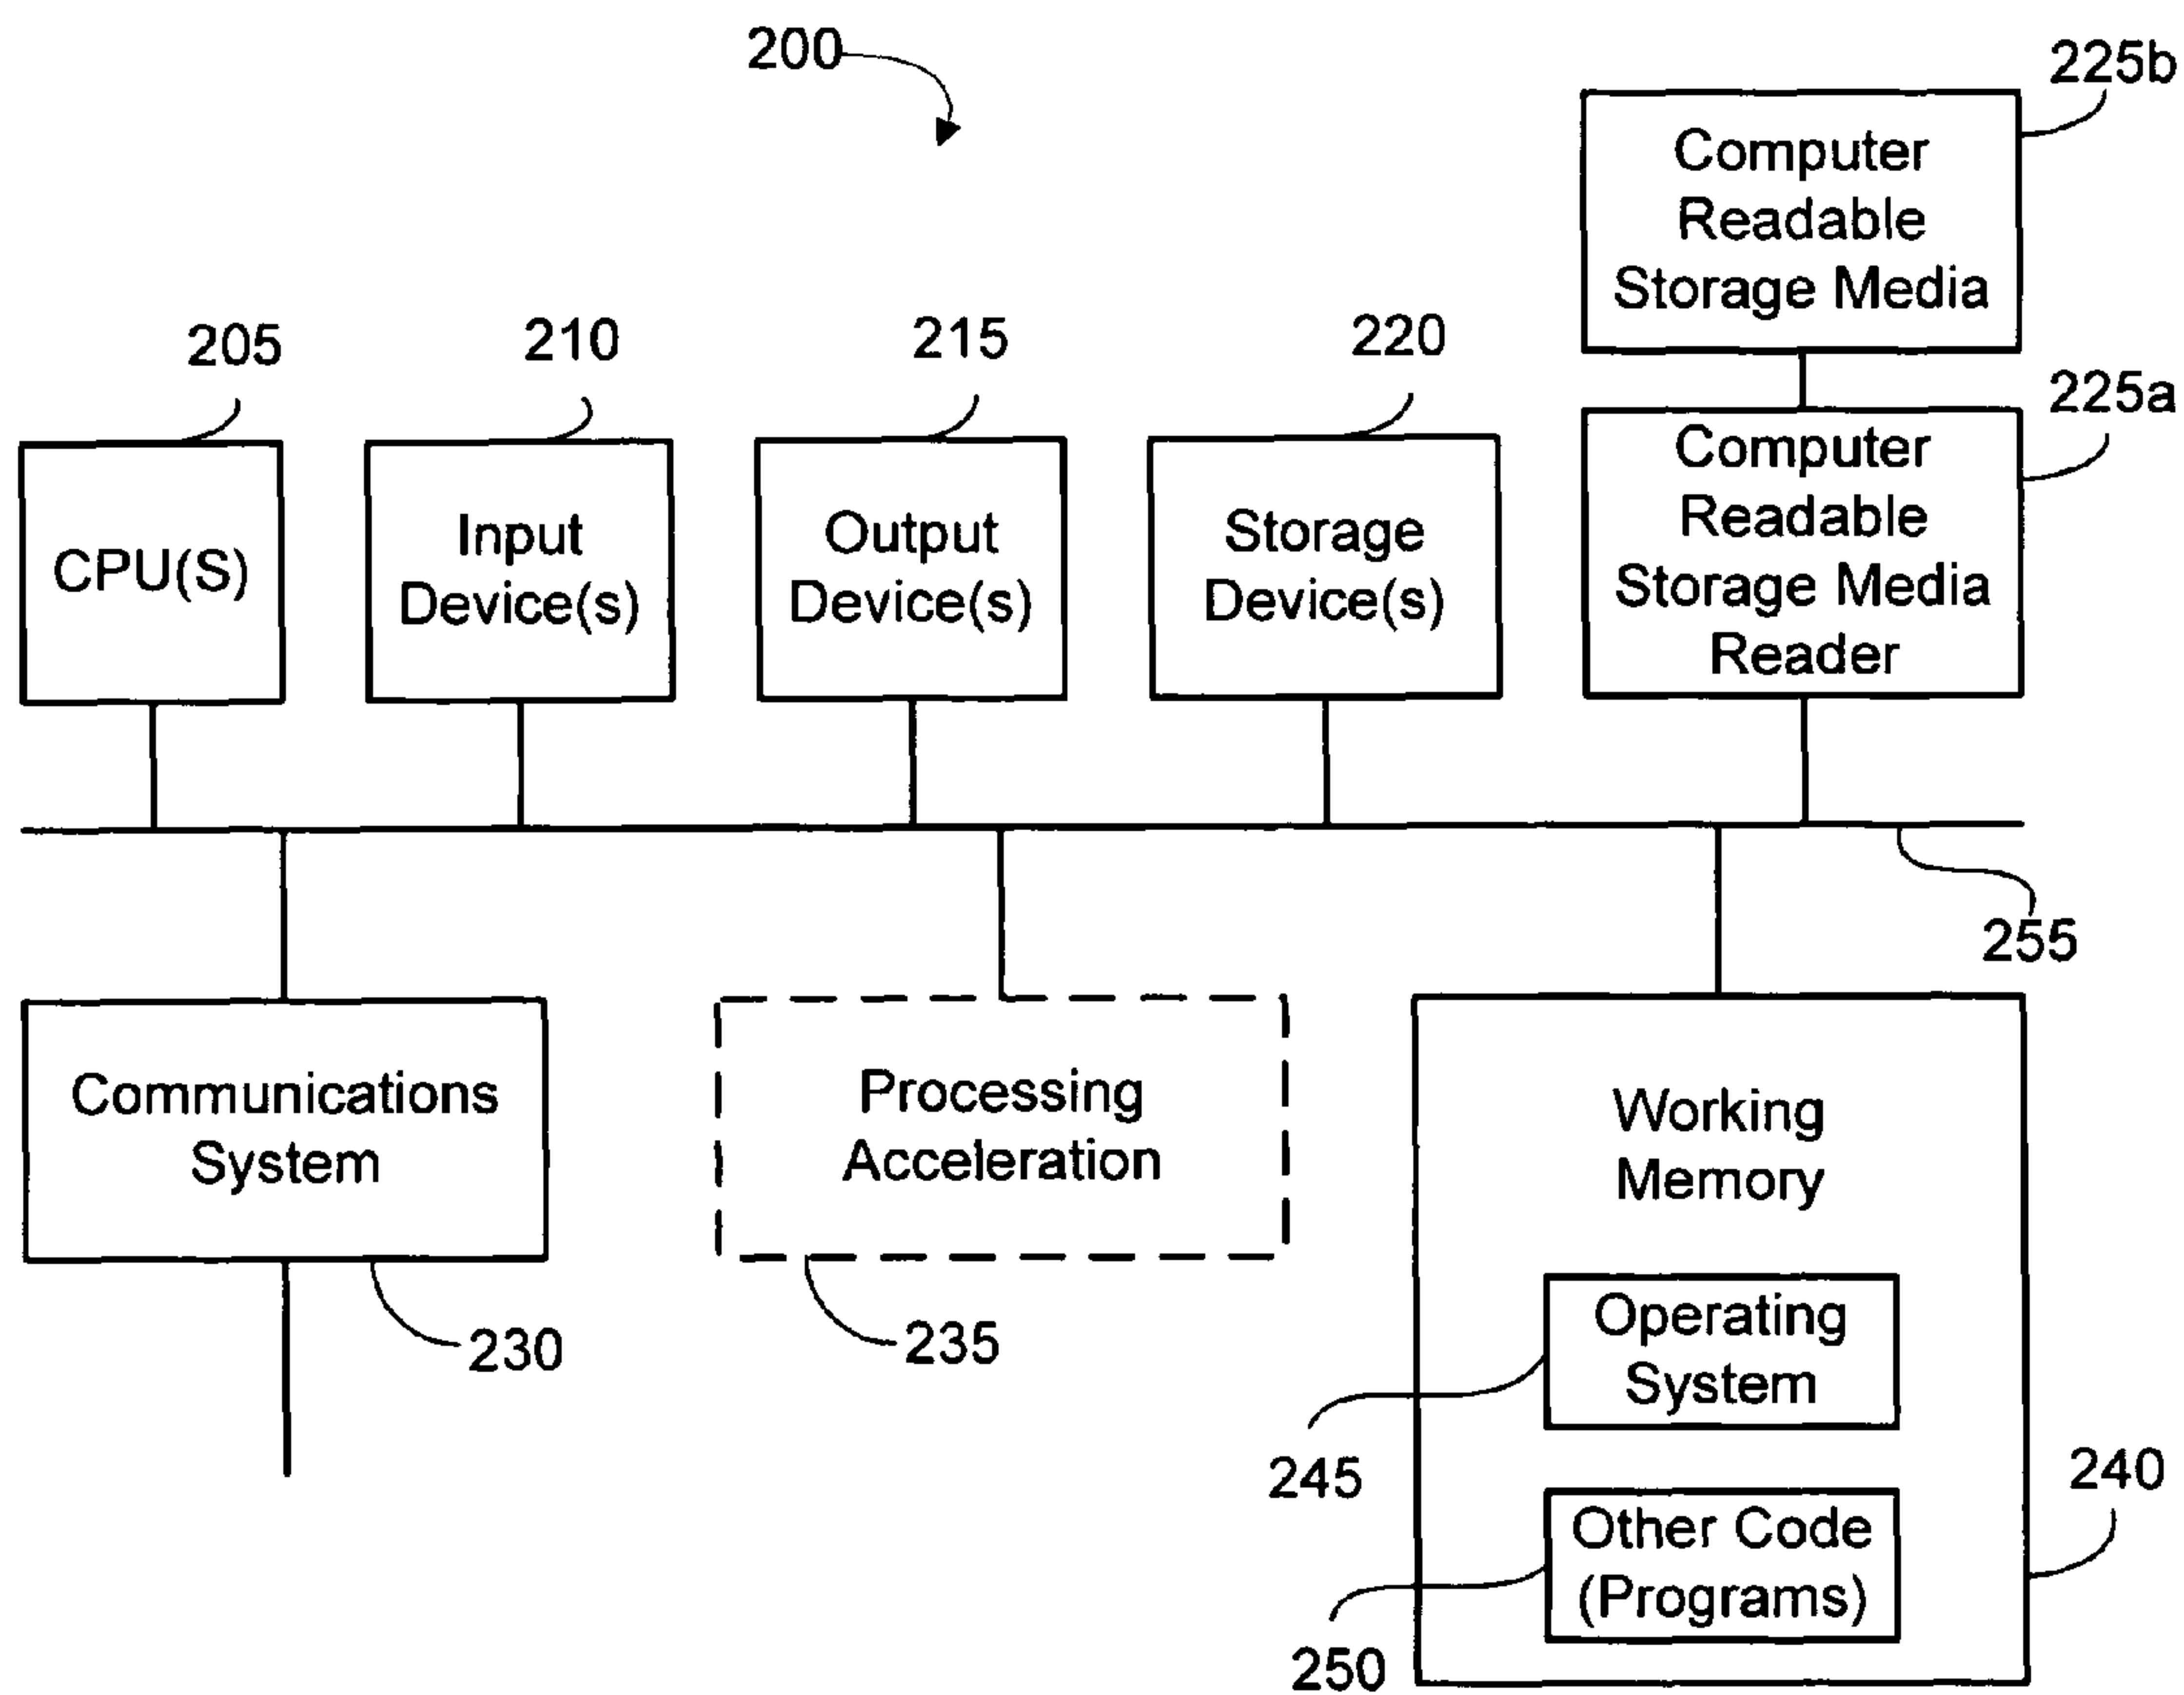 200
225b
Computer
Readable
Storage Media
205
210
215
220
225a
CPU(S)
Input
Device(s)
Output
Device(s)
Storage
Device(s)
Computer
Readable
Storage Media
Reader
255
Communications
System
230
Processing
Acceleration
235
Working
Memory
Operating
System
245
240
Other Code
(Programs)
250